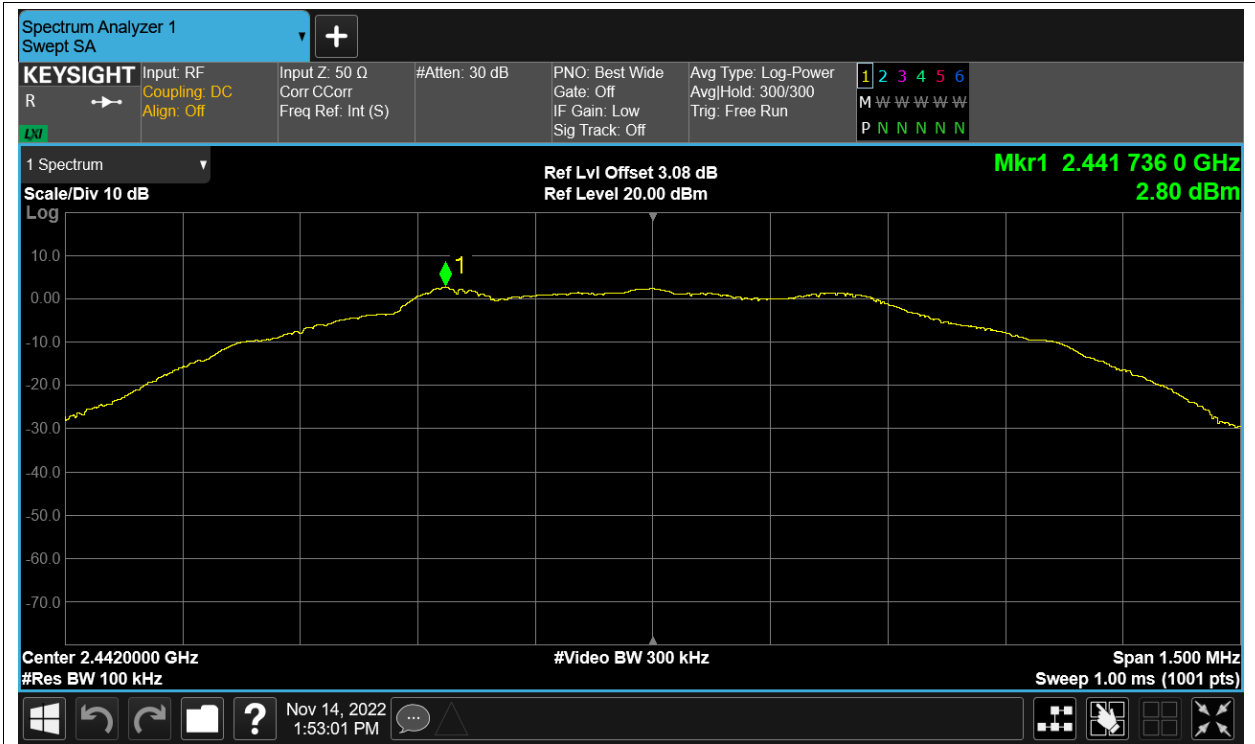 Spectrum Analyzer 1
Swept SA
KEYSIGHT
R
LXI
Input: RF
Coupling: DC
Align: Off
Input Z: 50 Ω
Corr CCorr
Freq Ref: Int (S)
#Atten: 30 dB
PNO: Best Wide
Gate: Off
IF Gain: Low
Sig Track: Off
Avg Type: Log-Power
Avg|Hold: 300/300
Trig: Free Run
1 2 3 4 5 6
M W W W W W W
P N N N N N N
1 Spectrum
Scale/Div 10 dB
Log
Ref Lvl Offset 3.08 dB
Ref Level 20.00 dBm
Mkr1 2.441 736 0 GHz
2.80 dBm
10.0
1
0.00
-10.0
-20.0
-30.0
-40.0
-50.0
-60.0
-70.0
Center 2.4420000 GHz
#Video BW 300 kHz
Span 1.500 MHz
#Res BW 100 kHz
Sweep 1.00 ms (1001 pts)
?
Nov 14, 2022
1:53:01 PM